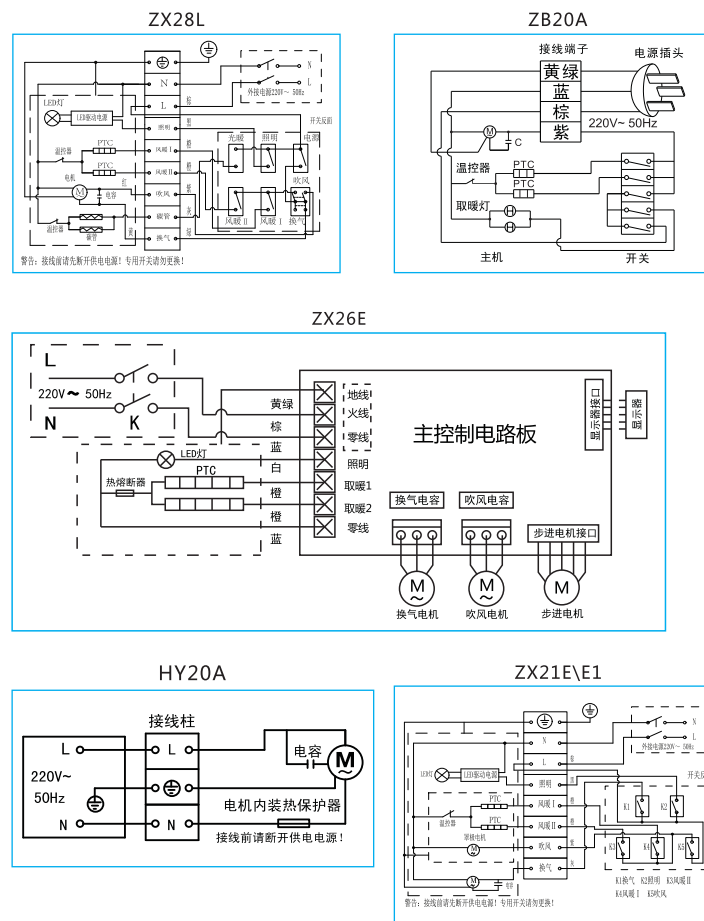 ZX28L
N
L
照明
风暖 I
风暖II
吹风
碳管
换气
LED灯
LED驱动电源
温控器
PTC
PTC
电机
M
电容
温控器
碳管
棕
红
黄
N
L
外接电源220V~ 50Hz
开关反面
光暖
照明
电源
吹风
风暖 II
风暖 I
换气
警告：接线前请先断开供电电源！专用开关请勿更换！
ZB20A
接线端子
电源插头
黄绿
蓝
棕
紫
220V~ 50Hz
M
C
温控器
PTC
PTC
取暖灯
主机
开关
ZX26E
L
220V ~ 50Hz
N
K
黄绿
棕
蓝
白
橙
橙
蓝
LED灯
热熔断器
PTC
地线
火线
零线
照明
取暖1
取暖2
零线
主控制电路板
显示器接口
显示器
换气电容
吹风电容
步进电机接口
M
~
M
~
M
换气电机
吹风电机
步进电机
HY20A
接线柱
L
L
220V~
50Hz
N
N
电容
M
~
电机内装热保护器
接线前请断开供电电源！
ZX21E\E1
N
L
照明
风暖 I
风暖II
吹风
换气
LED灯
LED驱动电源
温控器
PTC
PTC
罩极电机
M
M
电容
N
L
外接电源220V~ 50Hz
开关反
K1
K2
K3
K4
K5
K1换气 K2照明 K3风暖II
K4风暖 I K5吹风
警告：接线前请先断开供电电源！专用开关请勿更换！